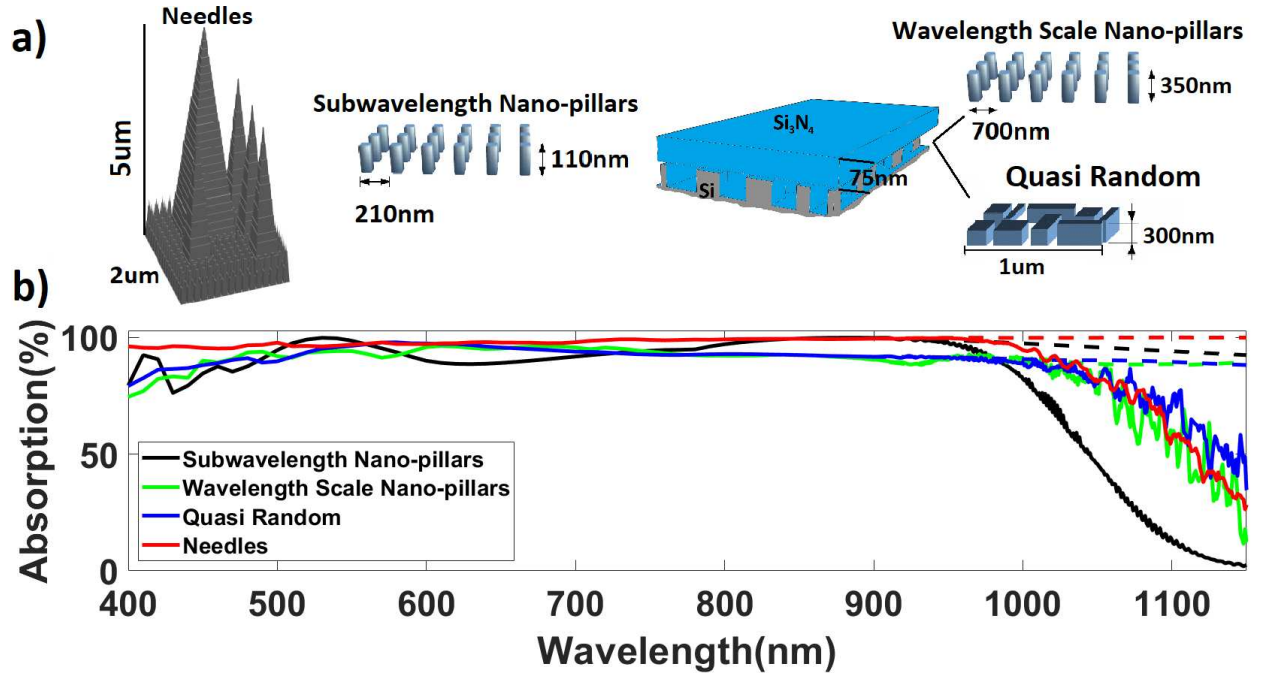 a)
Needles
5um
2um
Subwavelength Nano-pillars
110nm
210nm
Si₃N₄
Si
75nm
Wavelength Scale Nano-pillars
350nm
700nm
Quasi Random
300nm
1um
b)
Absorption(%)
100
50
0
Subwavelength Nano-pillars
Wavelength Scale Nano-pillars
Quasi Random
Needles
400 500 600 700 800 900 1000 1100
Wavelength(nm)